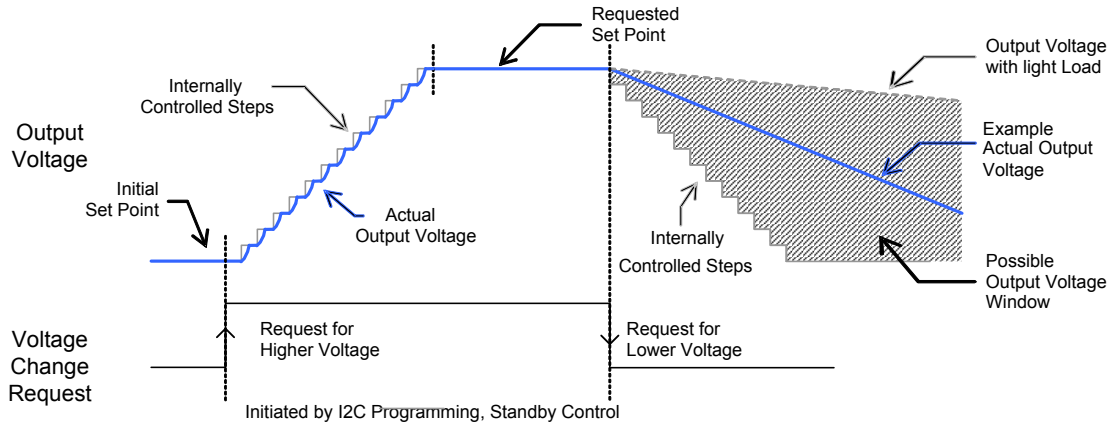 Requested
Set Point
Output Voltage
with light Load
Internally
Controlled Steps
Output
Voltage
Example
Actual Output
Voltage
Initial
Set Point
Actual
Output Voltage
Internally
Controlled Steps
Possible
Output Voltage
Window
Voltage
Change
Request
Request for
Higher Voltage
Request for
Lower Voltage
Initiated by I2C Programming, Standby Control